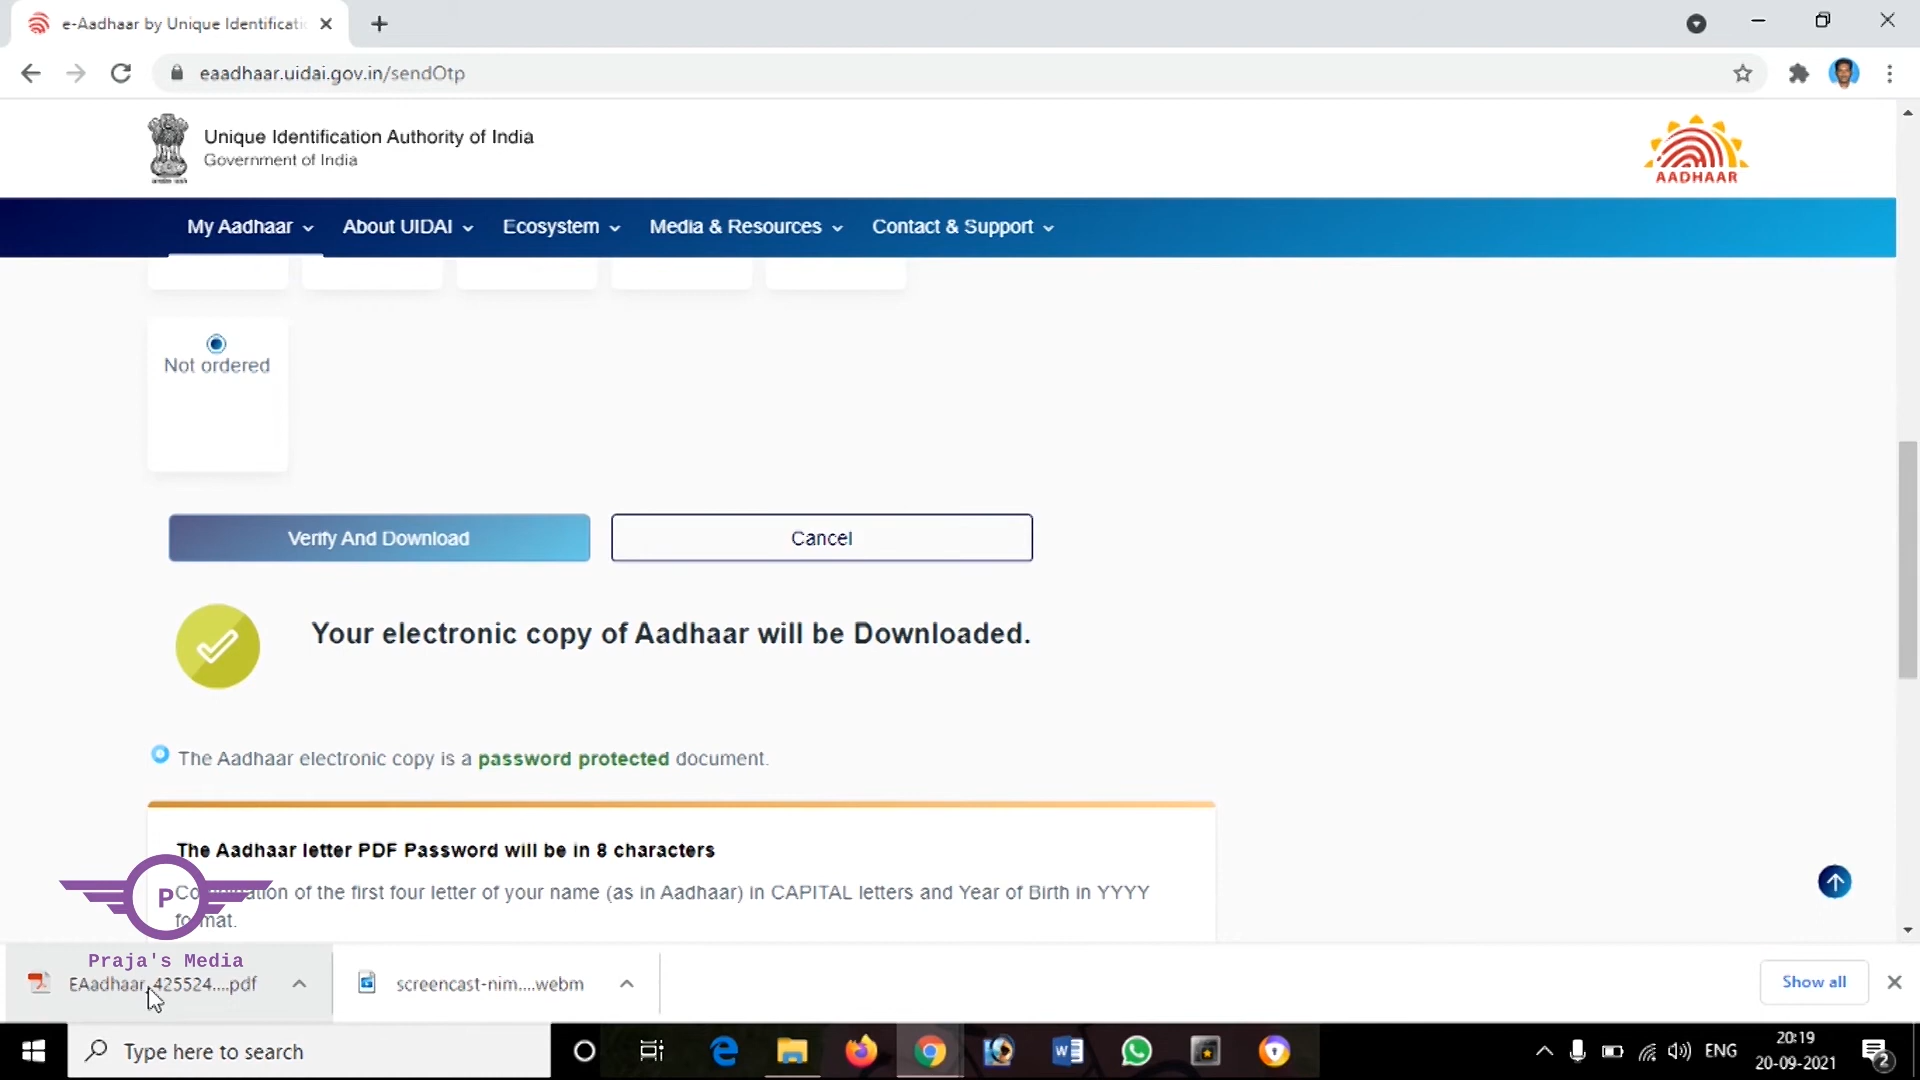 e-Aadhaar by Unique Identificati
eaadhaar.uidai.gov.in/sendOtp
Unique Identification Authority of India
Government of India
AADHAAR
My Aadhaar About UIDAI Ecosystem Media & Resources Contact & Support
Not ordered
Verify And Download Cancel
Your electronic copy of Aadhaar will be Downloaded.
The Aadhaar electronic copy is a password protected document.
The Aadhaar letter PDF Password will be in 8 characters
of the first four letter of your name (as in Aadhaar) in CAPITAL letters and Year of Birth in YYYY
P
Praja's Media
EAadhaar_425524....pdf screencast-nim....webm Show all
Type here to search
ENG
20:19
20-09-2021
2